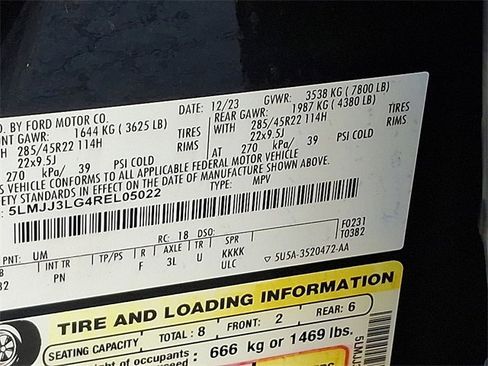 O. BY FORD MOTOR CO.
DATE: 12/23 GVWR: 3538 KG ( 7800 LB)
NT GAWR: 1644 KG ( 3625 LB) REAR GAWR: 1987 KG ( 4380 LB)
285/45R22 114H TIRES WITH 285/45R22 114H TIRES
22x9.5J RIMS 22x9.5J RIMS
270 kPa/ 39 PSI COLD AT 270 kPa/ 39 PSI COLD
S VEHICLE CONFORMS TO ALL APPLICABLE FEDERAL MOTOR VEHICLE
FETY STANDARDS IN EFFECT ON THE DATE OF MANUFACTURE SHOWN ABOVE.
5LMJJ3LG4REL05022 TYPE: MPV
F0231
T0382
PNT: UM RC: 18 DSO:
INT TR TP/PS R AXLE TR SPR
PN F 3L U KKKK
ULC
▽ 5U5A-3520472-AA
TIRE AND LOADING INFORMATION
SEATING CAPACITY TOTAL : 8 FRONT: 2 REAR: 6
ght of occupants 666 kg or 1469 lbs.
5LMJJ